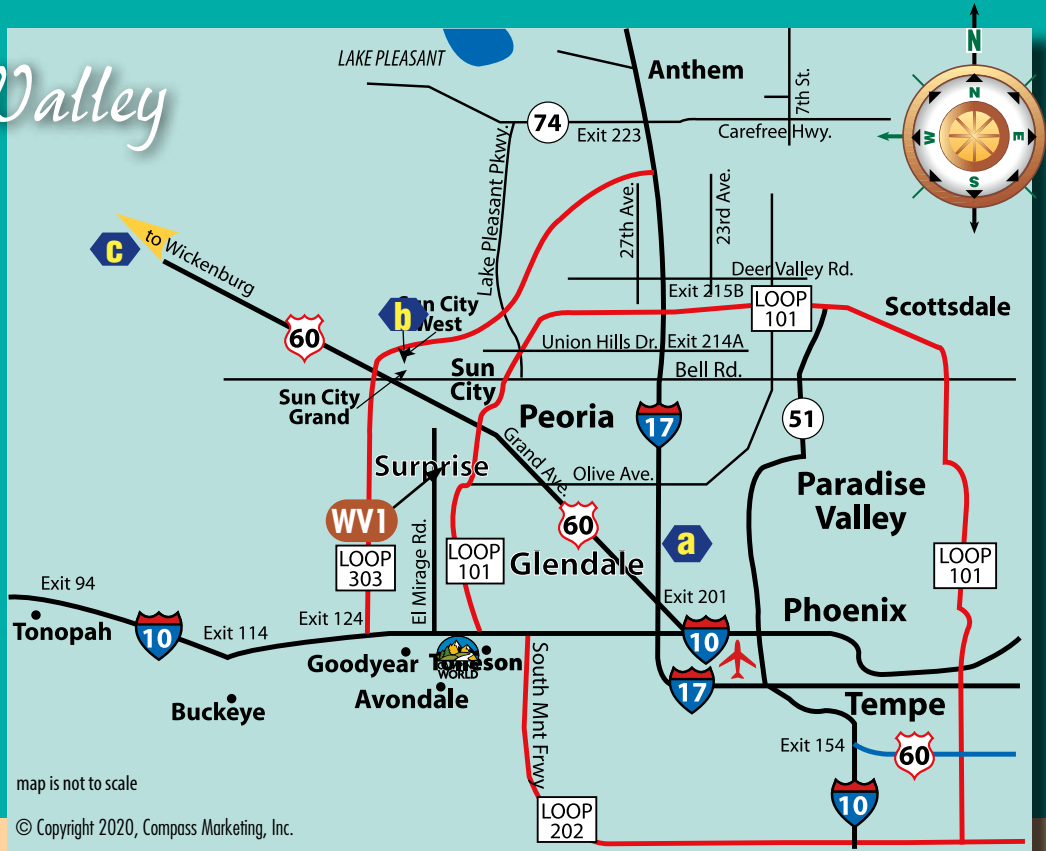 Valley
LAKE PLEASANT
Anthem
7th St.
N
N
W
E
S
74
Exit 223
Carefree Hwy.
Lake Pleasant Pkwy.
27th Ave.
23rd Ave.
c
to Wickenburg
Deer Valley Rd.
Exit 215B
LOOP
101
Scottsdale
b
Sun City
West
60
Union Hills Dr.
Exit 214A
Sun
City
Bell Rd.
Sun City
Grand
Peoria
17
51
Grand Ave.
Surprise
Olive Ave.
Paradise
Valley
WV1
60
a
LOOP
303
El Mirage Rd.
LOOP
101
Glendale
LOOP
101
Exit 94
Exit 201
Tonopah
10
Exit 114
Exit 124
10
Phoenix
Goodyear
WORLD
South Mnt Frwy
Avondale
17
Buckeye
Tempe
Exit 154
60
map is not to scale
10
LOOP
202
© Copyright 2020, Compass Marketing, Inc.